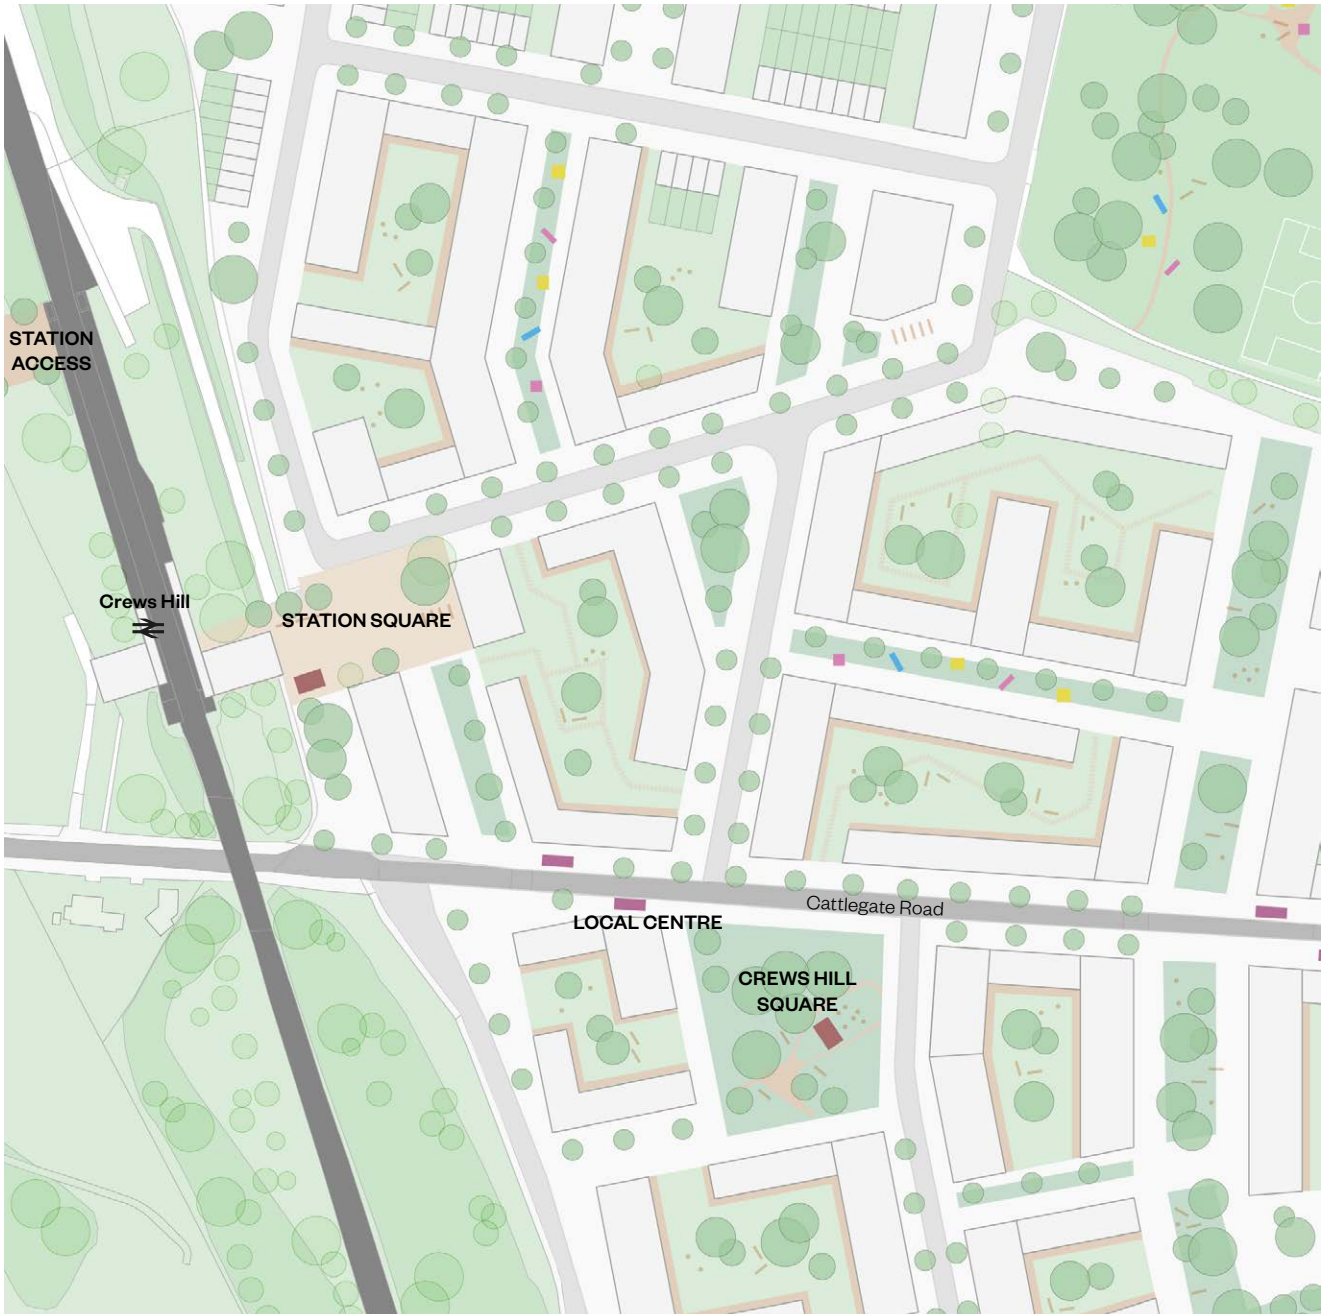 STATION
ACCESS
Crews Hill
STATION SQUARE
Cattlegate Road
LOCAL CENTRE
CREWS HILL
SQUARE